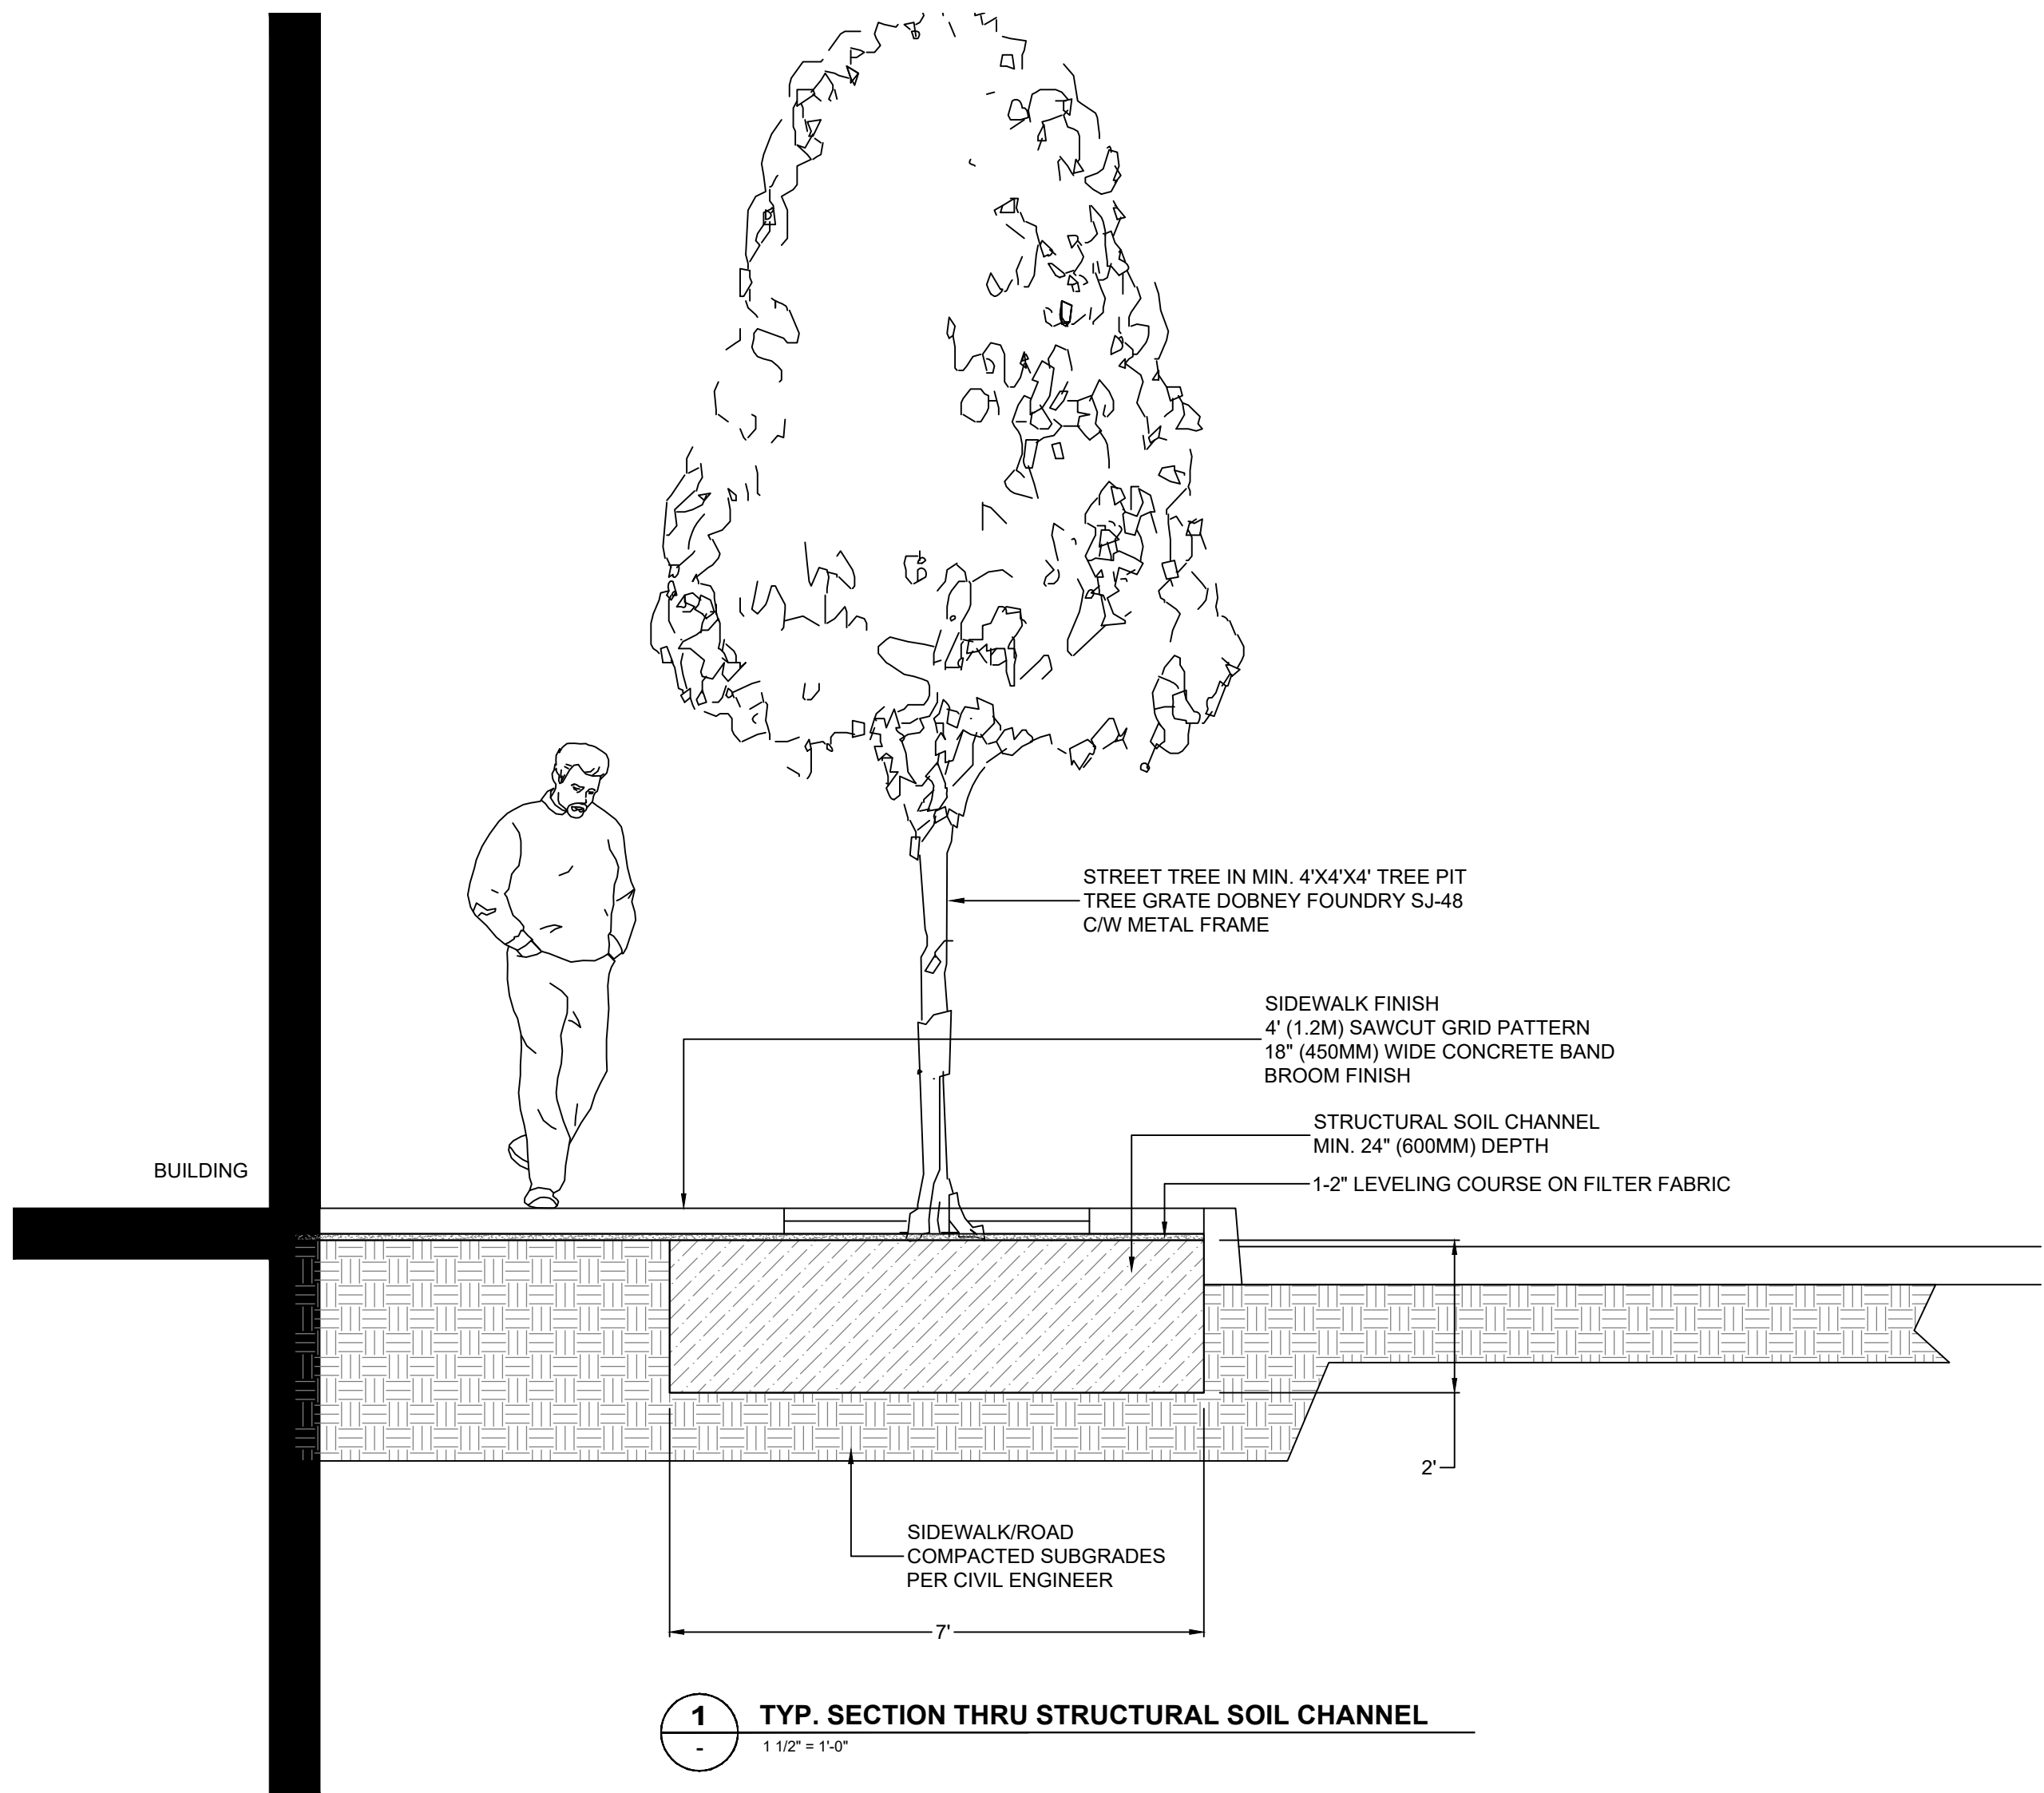 STREET TREE IN MIN. 4'X4'X4' TREE PIT
TREE GRATE DOBNEY FOUNDRY SJ-48
C/W METAL FRAME
SIDEWALK FINISH
4' (1.2M) SAWCUT GRID PATTERN
18" (450MM) WIDE CONCRETE BAND
BROOM FINISH
STRUCTURAL SOIL CHANNEL
MIN. 24" (600MM) DEPTH
BUILDING
1-2" LEVELING COURSE ON FILTER FABRIC
2'
SIDEWALK/ROAD
COMPACTED SUBGRADES
PER CIVIL ENGINEER
7'
1
TYP. SECTION THRU STRUCTURAL SOIL CHANNEL
-
1 1/2" = 1'-0"